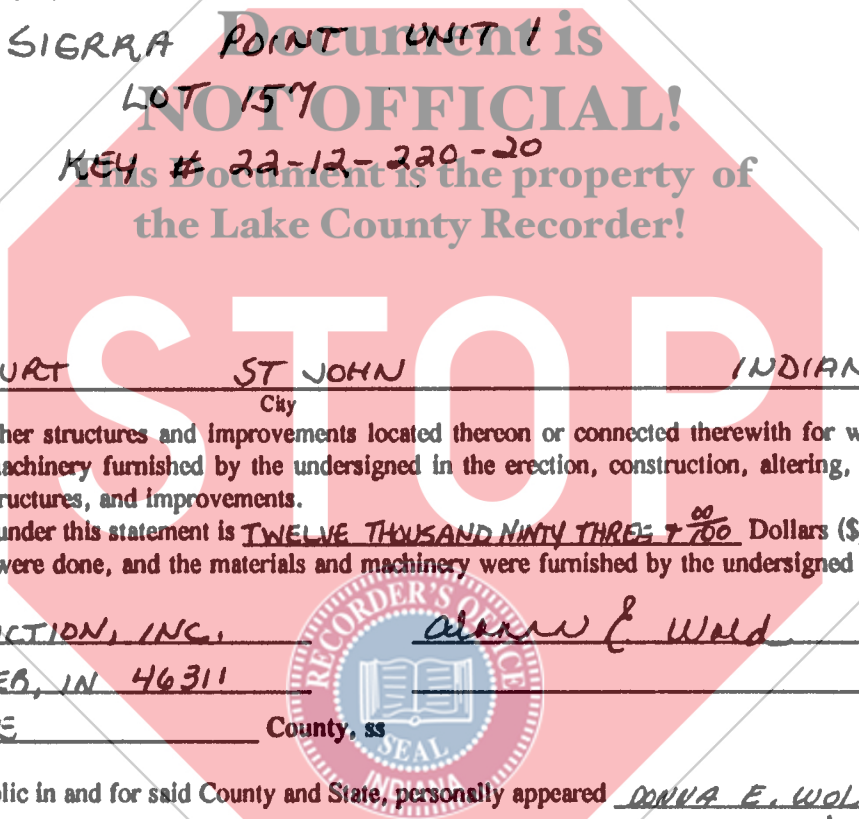 SIERRA POINT UNIT 1
Document is
LOT 157
NOT OFFICIAL!
KEY # 22-12-220-20
This Document is the property of
the Lake County Recorder!
STOP
URT ST JOHN INDIAN
City
her structures and improvements located thereon or connected therewith for w
achinery furnished by the undersigned in the erection, construction, altering,
ructures, and improvements.
under this statement is TWELVE THOUSAND NINTY THREE + 00/100 Dollars ($
were done, and the materials and machinery were furnished by the undersigned
CTION, INC. E. Wold
ER, IN 46311
E County, ss
RECORDER'S OFFICE
SEAL
INDIANA
lic in and for said County and State, personally appeared DONNA E. WOL